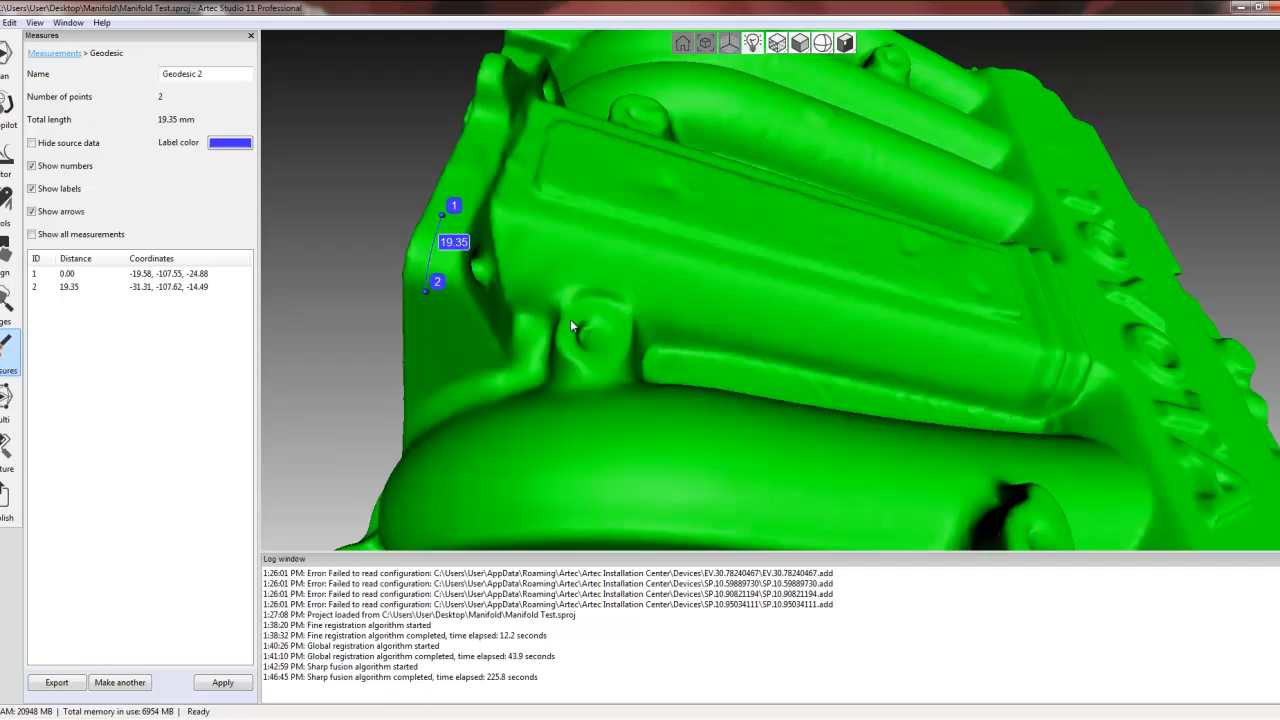 C:\Users\User\Desktop\Manifold\Manifold Test.sproj - Artec Studio 11 Professional
Edit View Window Help
Measures
Measurements > Geodesic
Name Geodesic 2
Number of points 2
Total length 19.35 mm
Hide source data Label color
Show numbers
Show labels
Show arrows
Show all measurements
ID Distance Coordinates
1 0.00 -19.58, -107.55, -24.88
2 19.35 -31.31, -107.62, -14.49
Export Make another Apply
1
19.35
2
Log window
1:26:01 PM: Error: Failed to read configuration: C:\Users\User\AppData\Roaming\Artec\Artec Installation Center\Devices\EV.30.78240467\EV.30.78240467.add
1:26:01 PM: Error: Failed to read configuration: C:\Users\User\AppData\Roaming\Artec\Artec Installation Center\Devices\SP.10.59889730\SP.10.59889730.add
1:26:01 PM: Error: Failed to read configuration: C:\Users\User\AppData\Roaming\Artec\Artec Installation Center\Devices\SP.10.90821194\SP.10.90821194.add
1:26:01 PM: Error: Failed to read configuration: C:\Users\User\AppData\Roaming\Artec\Artec Installation Center\Devices\SP.10.95034111\SP.10.95034111.add
1:27:08 PM: Project loaded from C:\Users\User\Desktop\Manifold\Manifold Test.sproj
1:38:20 PM: Fine registration algorithm started
1:38:32 PM: Fine registration algorithm completed, time elapsed: 12.2 seconds
1:40:26 PM: Global registration algorithm started
1:41:10 PM: Global registration algorithm completed, time elapsed: 43.9 seconds
1:42:59 PM: Sharp fusion algorithm started
1:46:45 PM: Sharp fusion algorithm completed, time elapsed: 225.8 seconds
AM: 20948 MB | Total memory in use: 6954 MB | Ready